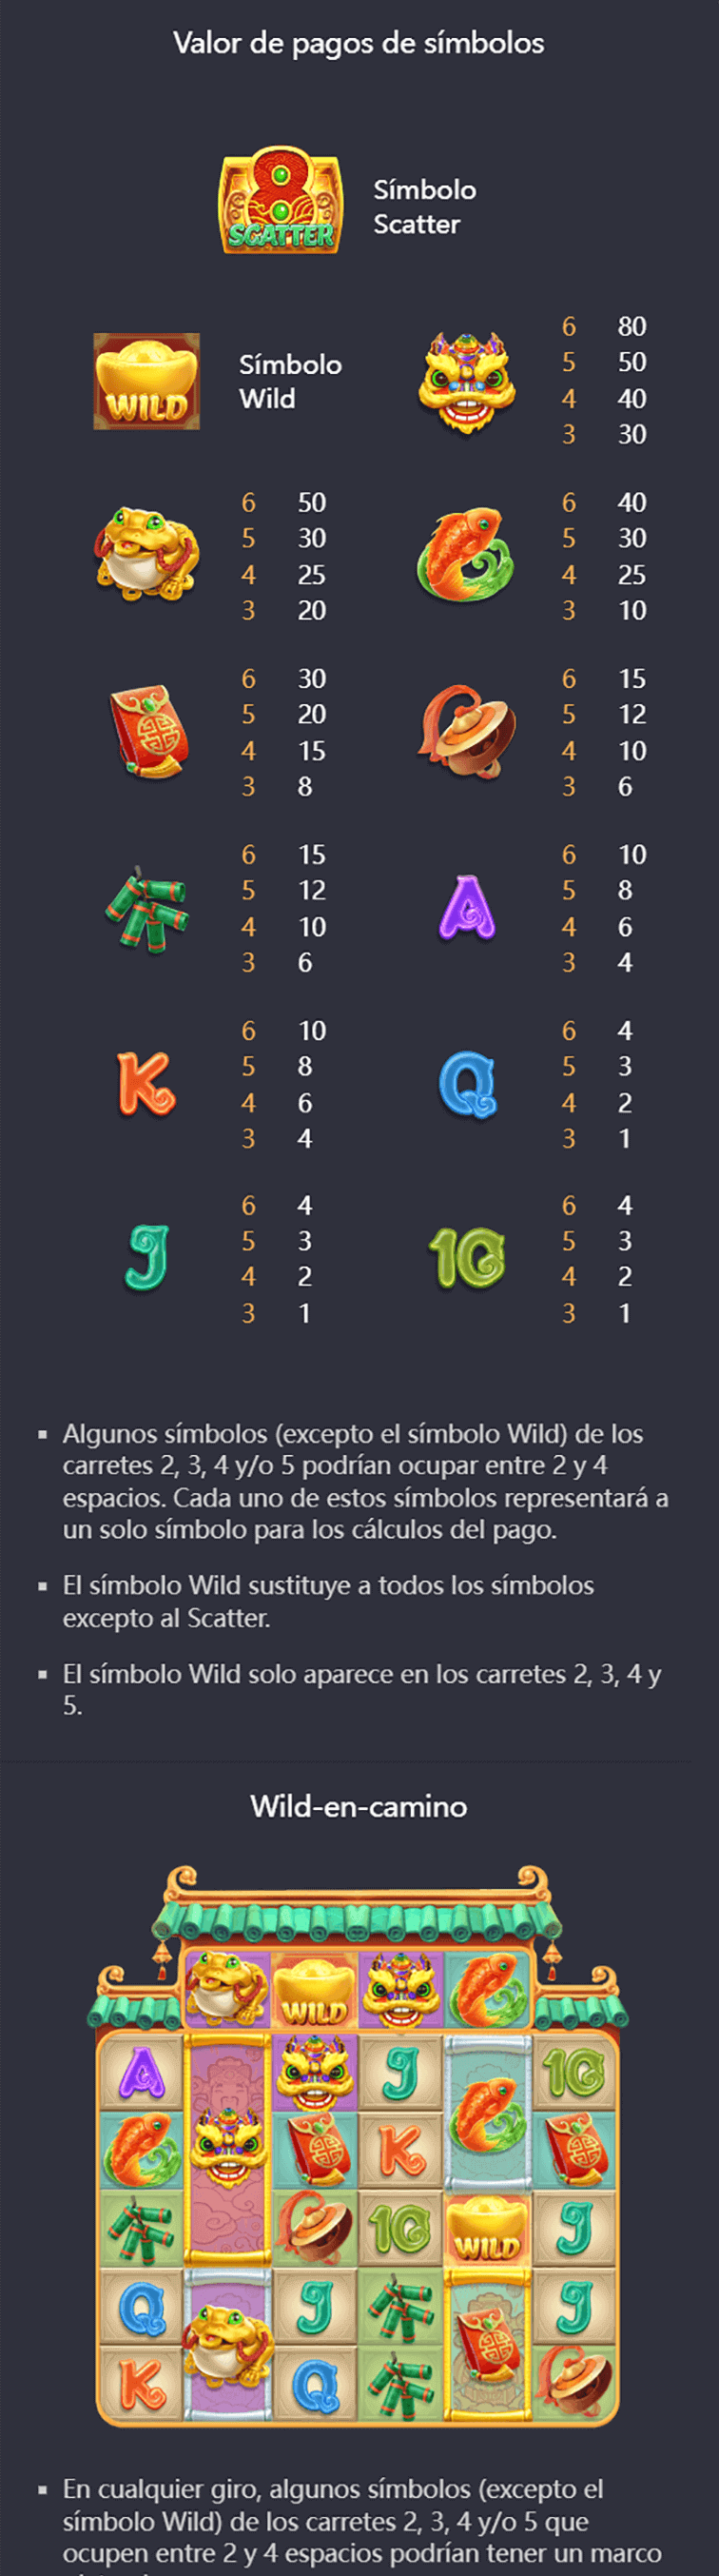 Valor de pagos de símbolos
SCATTER
Símbolo
Scatter
WILD
Símbolo
Wild
6 80
5 50
4 40
3 30
6 50
5 30
4 25
3 20
6 40
5 30
4 25
3 10
6 30
5 20
4 15
3 8
6 15
5 12
4 10
3 6
6 15
5 12
4 10
3 6
A
6 10
5 8
6 4
4 6
3 4
K
6 10
5 8
4 6
3 4
Q
6 4
5 3
4 2
3 1
J
6 4
5 3
4 2
3 1
10
6 4
5 3
4 2
3 1
▪ Algunos símbolos (excepto el símbolo Wild) de los
carretes 2, 3, 4 y/o 5 podrían ocupar entre 2 y 4
espacios. Cada uno de estos símbolos representará a
un solo símbolo para los cálculos del pago.
▪ El símbolo Wild sustituye a todos los símbolos
excepto al Scatter.
▪ El símbolo Wild solo aparece en los carretes 2, 3, 4 y
5.
Wild-en-camino
WILD
A J 10
K
10 WILD J
Q J J
K Q
▪ En cualquier giro, algunos símbolos (excepto el
símbolo Wild) de los carretes 2, 3, 4 y/o 5 que
ocupen entre 2 y 4 espacios podrían tener un marco